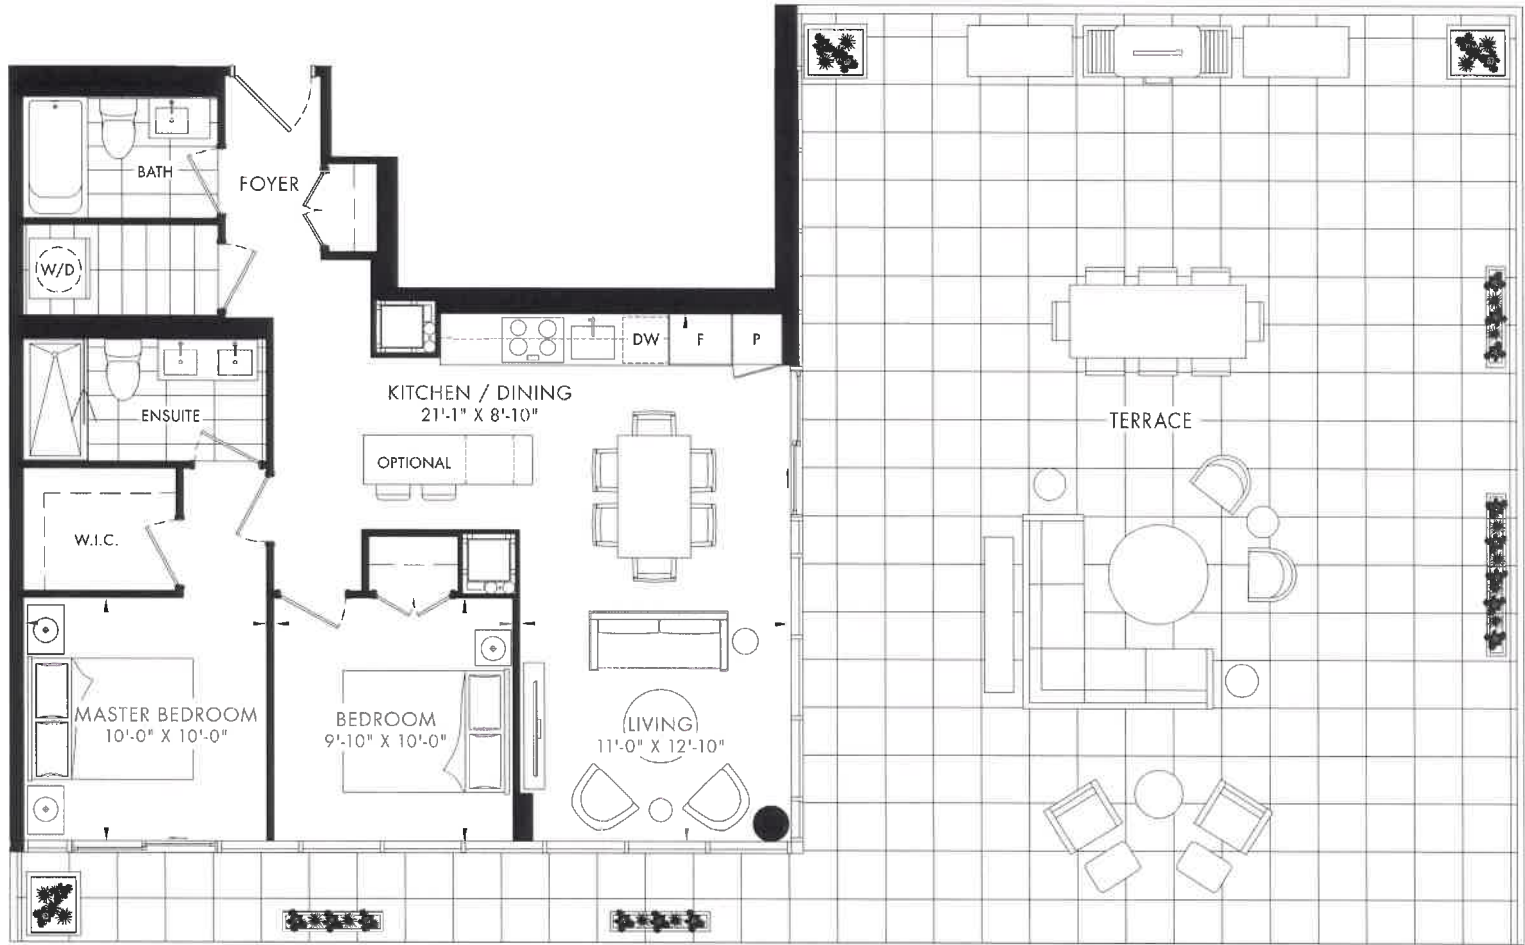 BATH
FOYER
W/D
DW
F
P
KITCHEN / DINING
21'-1" X 8'-10"
ENSUITE
TERRACE
OPTIONAL
W.I.C.
MASTER BEDROOM
10'-0" X 10'-0"
BEDROOM
9'-10" X 10'-0"
LIVING
11'-0" X 12'-10"